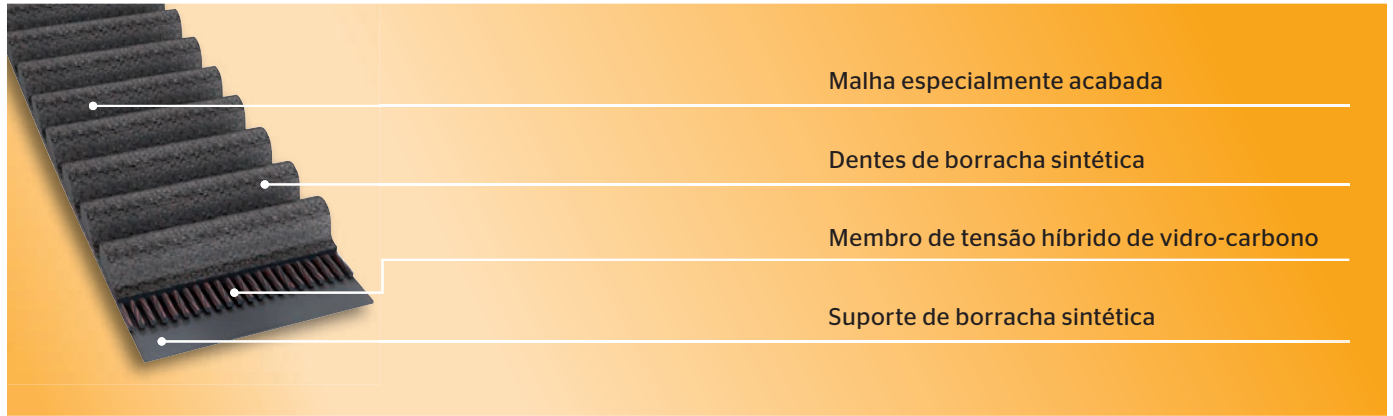 Malha especialmente acabada
Dentes de borracha sintética
Membro de tensão híbrido de vidro-carbono
Suporte de borracha sintética